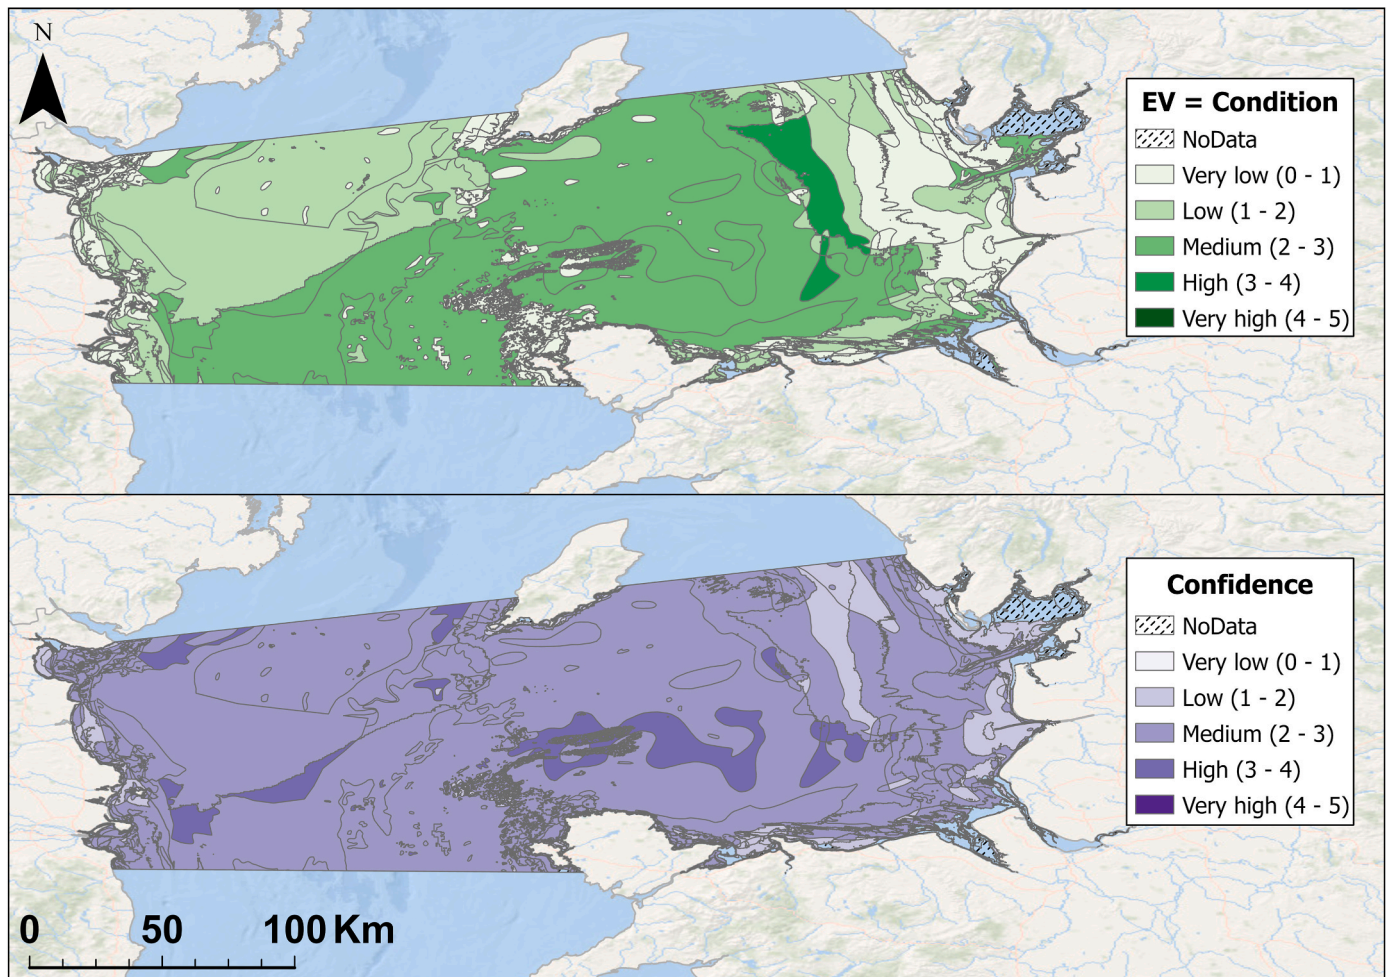 N
EV = Condition
NoData
Very low (0 - 1)
Low (1 - 2)
Medium (2 - 3)
High (3 - 4)
Very high (4 - 5)
Confidence
NoData
Very low (0 - 1)
Low (1 - 2)
Medium (2 - 3)
High (3 - 4)
Very high (4 - 5)
0 50 100 Km